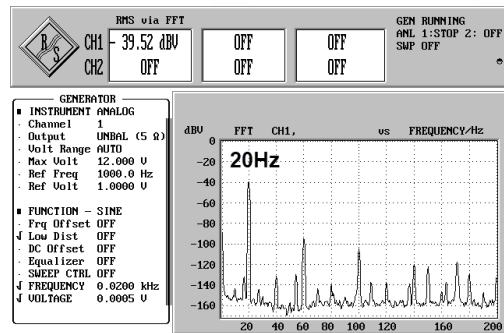 RMS via FFT
GEN RUNNING
R S
CH1 - 39.52 dBV OFF OFF
ANL 1:STOP 2: OFF
SWP OFF
CH2 OFF OFF OFF
GENERATOR
INSTRUMENT ANALOG
Channel 1
Output UNBAL (5 Ω)
Volt Range AUTO
Max Volt 12.000 V
Ref Freq 1000.0 Hz
Ref Volt 1.0000 V
FUNCTION - SINE
Frq Offset OFF
Low Dist OFF
DC Offset OFF
Equalizer OFF
SWEEP CTRL OFF
FREQUENCY 0.0200 kHz
VOLTAGE 0.0005 V
dBV FFT CH1, vs FREQUENCY/Hz
0
-20
20Hz
-40
-60
-80
-100
-120
-140
-160
20 40 60 80 100 120 160 200